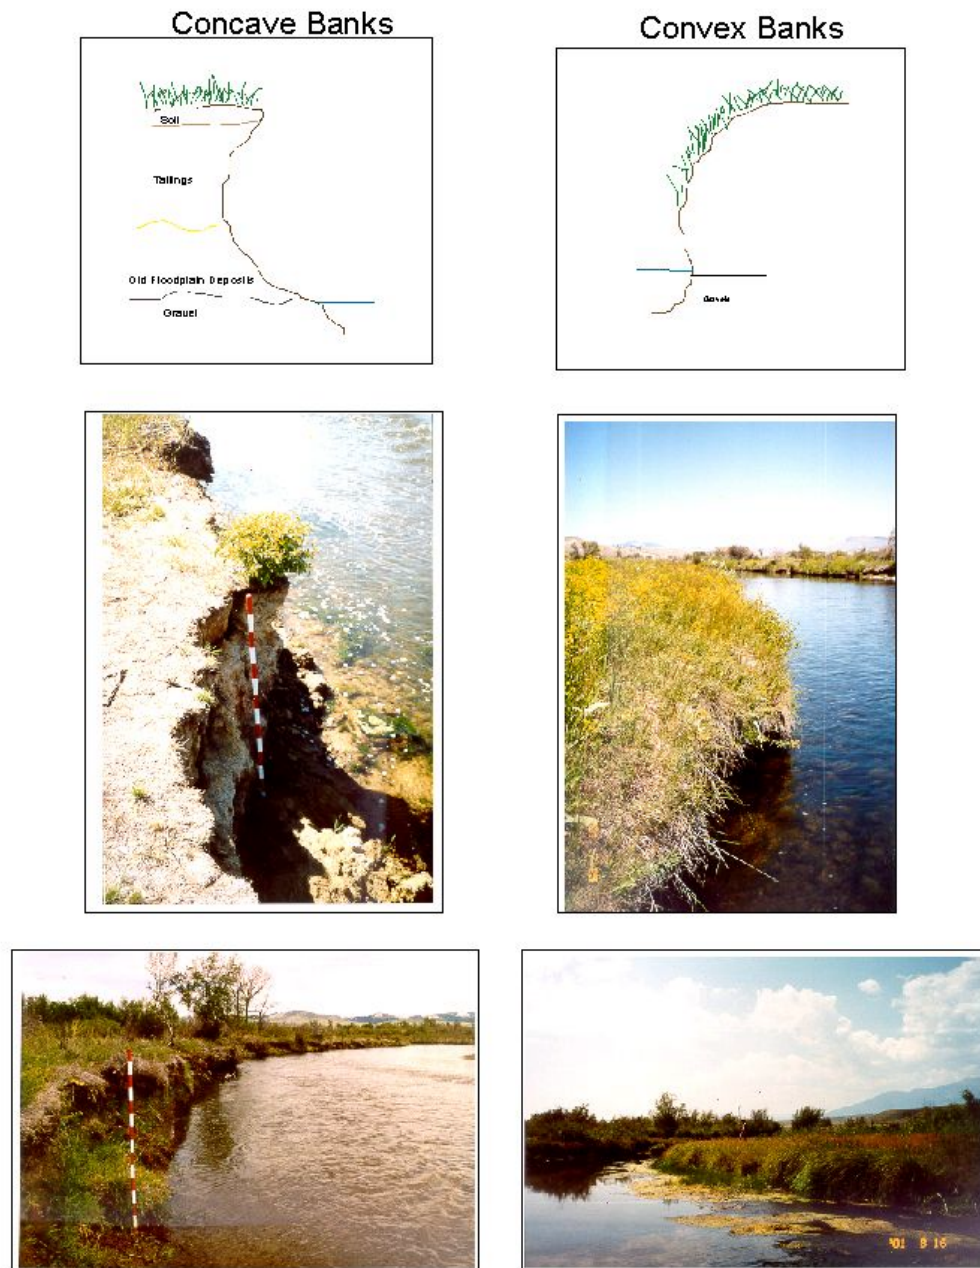 Concave Banks
Convex Banks
Soil
Tailings
Old Floodplain Deposits
Gravel
'01 8 16